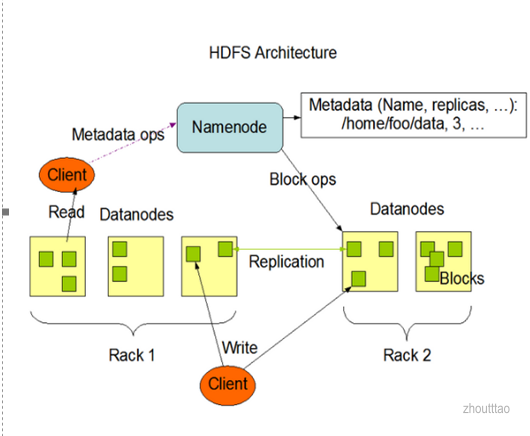 HDFS Architecture
Metadata (Name, replicas, …):
/home/foo/data, 3, …
Namenode
Metadata ops
Client
Block ops
Read
Datanodes
Datanodes
Replication
Blocks
Write
Rack 1
Rack 2
Client
zhoutttao